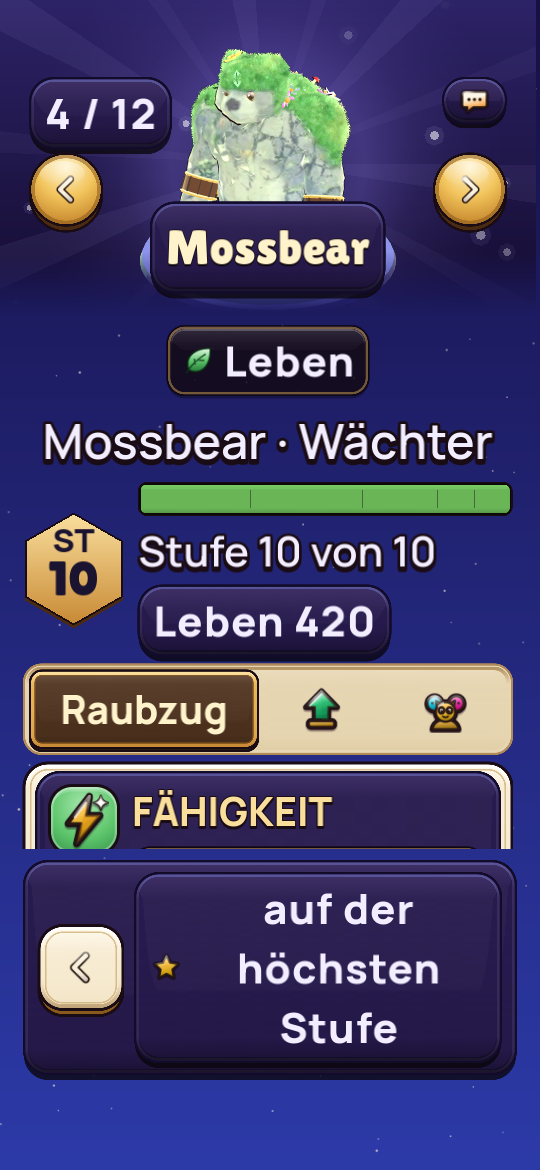 4 / 12
Mossbear
Leben
Mossbear · Wächter
ST
10
Stufe 10 von 10
Leben 420
Raubzug
FÄHIGKEIT
auf der
höchsten
Stufe